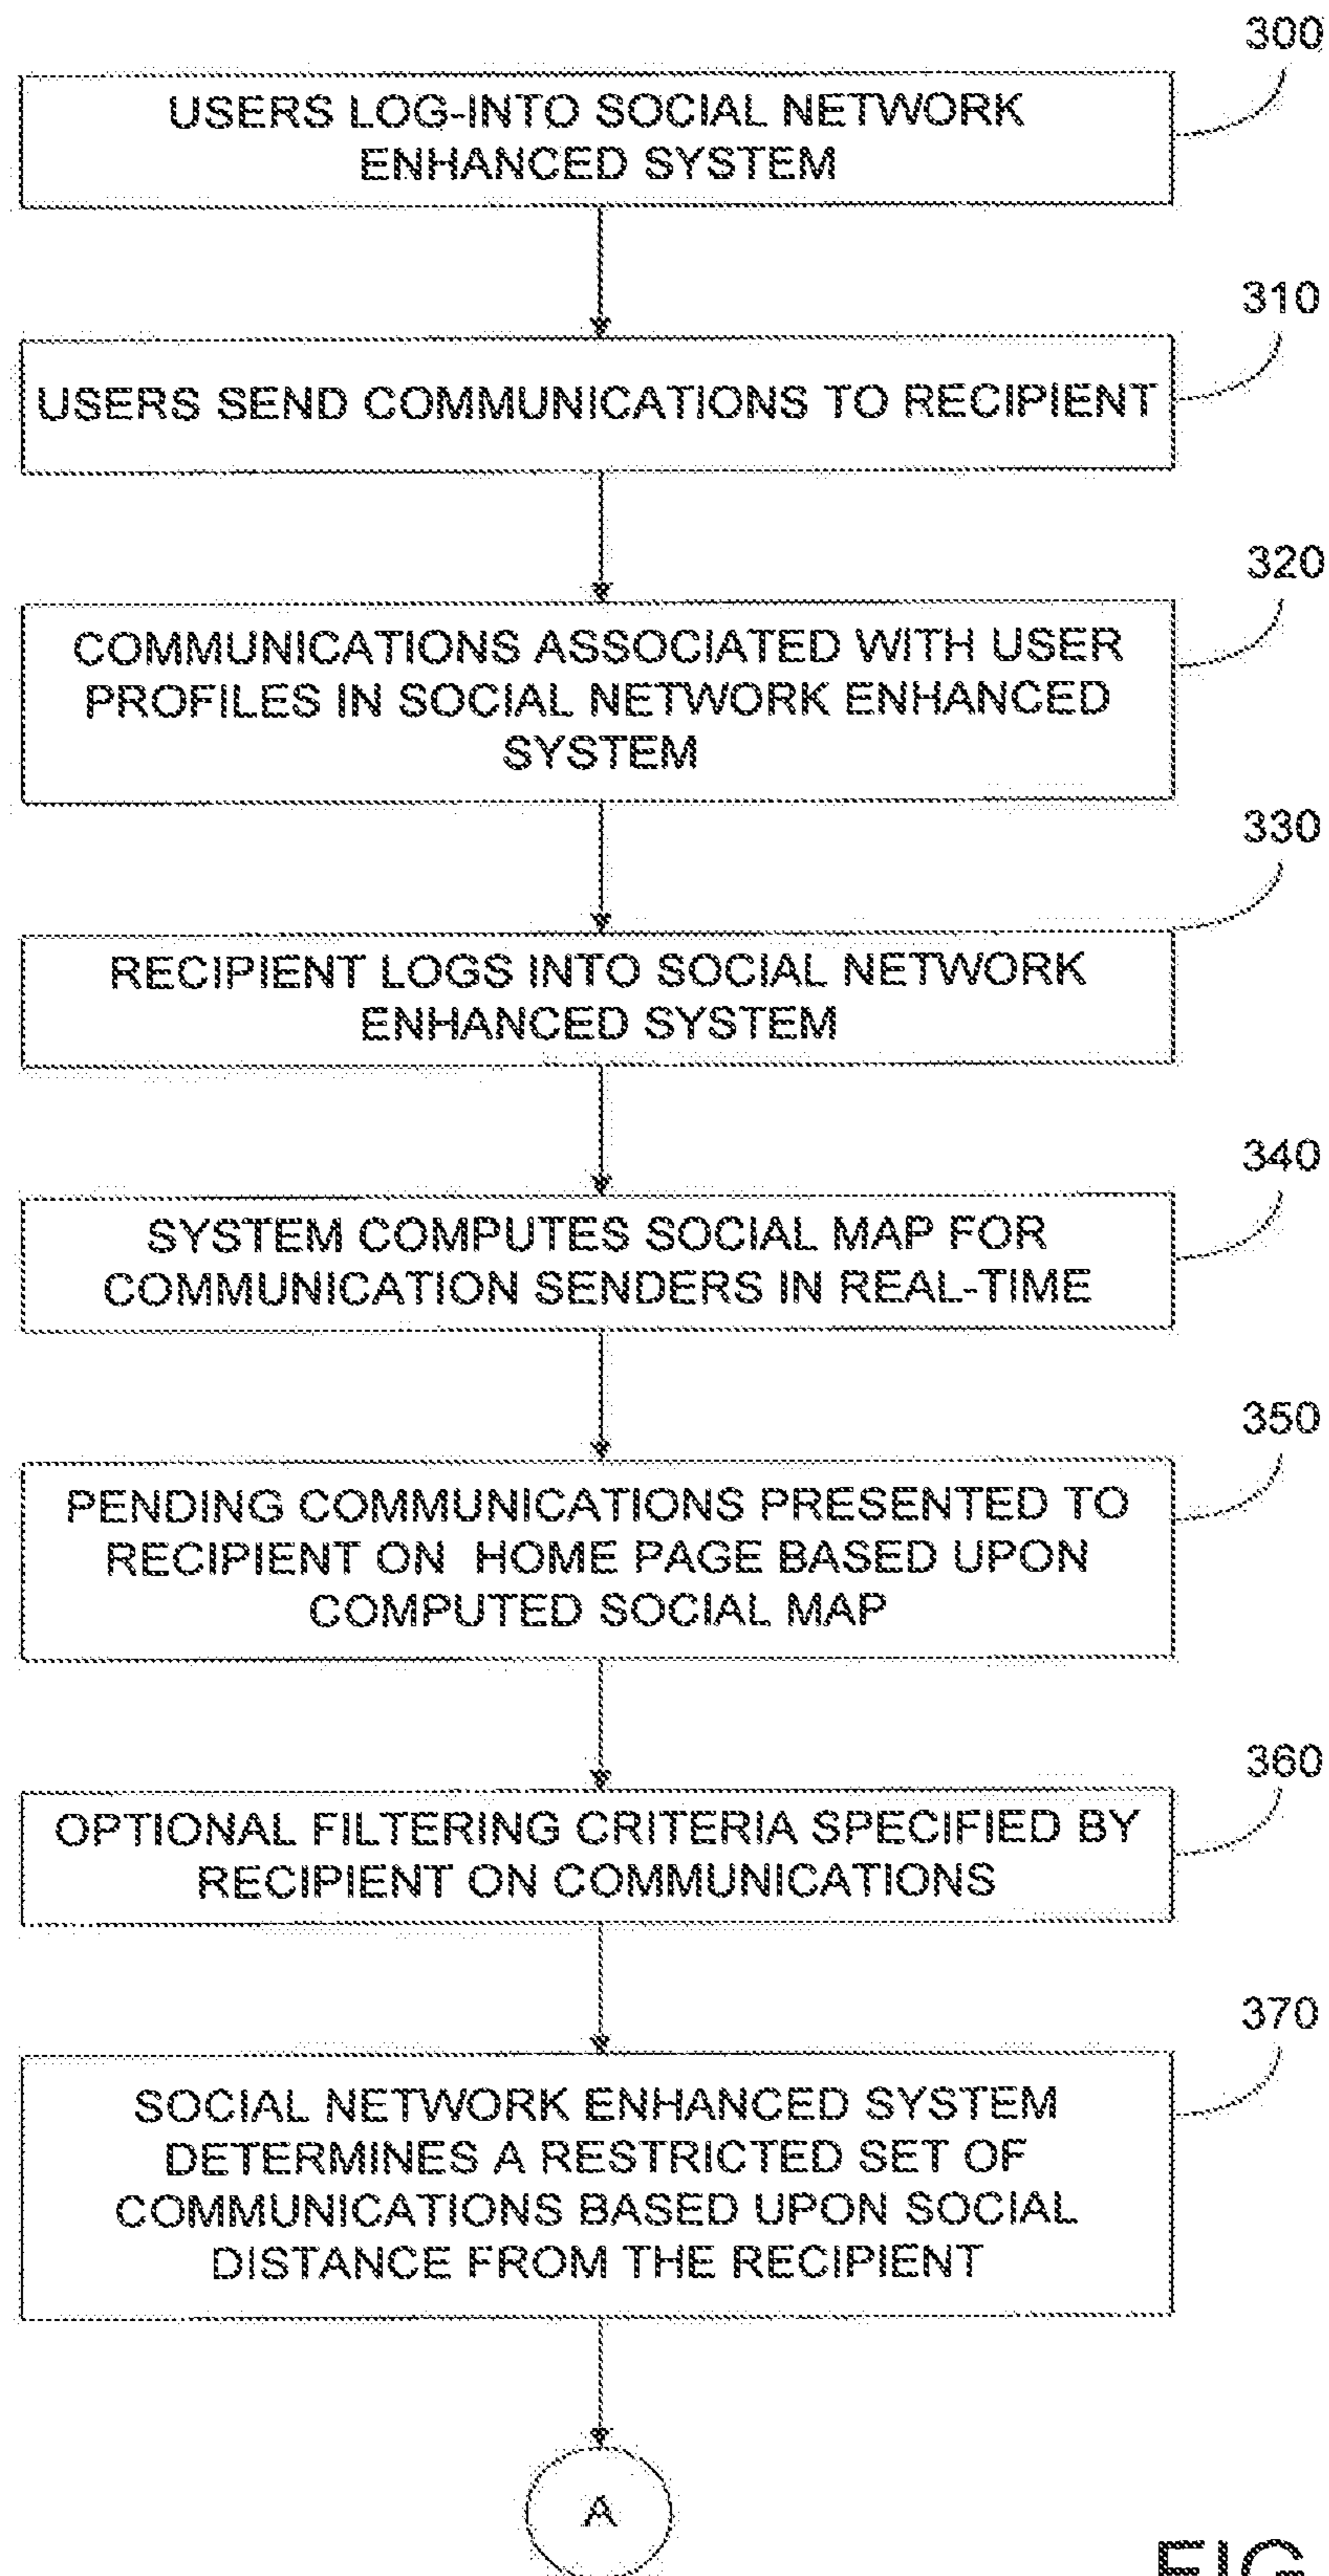 300
USERS LOG-INTO SOCIAL NETWORK
ENHANCED SYSTEM
310
USERS SEND COMMUNICATIONS TO RECIPIENT
320
COMMUNICATIONS ASSOCIATED WITH USER
PROFILES IN SOCIAL NETWORK ENHANCED
SYSTEM
330
RECIPIENT LOGS INTO SOCIAL NETWORK
ENHANCED SYSTEM
340
SYSTEM COMPUTES SOCIAL MAP FOR
COMMUNICATION SENDERS IN REAL-TIME
350
PENDING COMMUNICATIONS PRESENTED TO
RECIPIENT ON HOME PAGE BASED UPON
COMPUTED SOCIAL MAP
360
OPTIONAL FILTERING CRITERIA SPECIFIED BY
RECIPIENT ON COMMUNICATIONS
370
SOCIAL NETWORK ENHANCED SYSTEM
DETERMINES A RESTRICTED SET OF
COMMUNICATIONS BASED UPON SOCIAL
DISTANCE FROM THE RECIPIENT
A
FIG